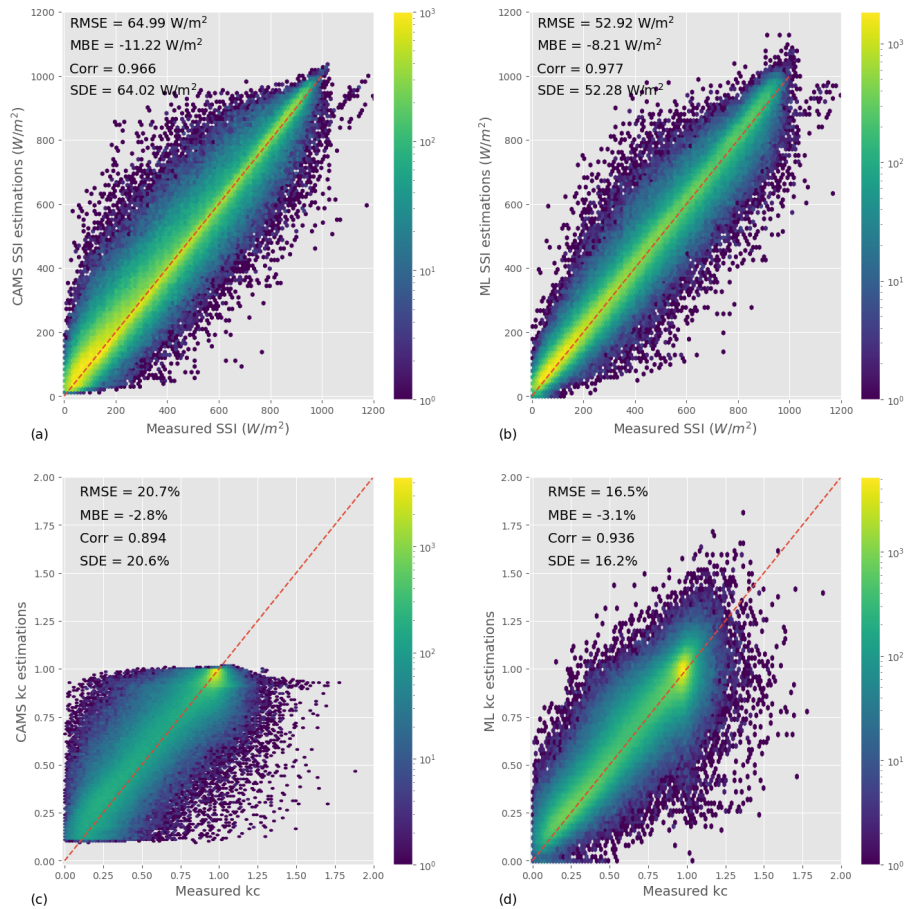 RMSE = 64.99 W/m²
MBE = -11.22 W/m²
Corr = 0.966
SDE = 64.02 W/m²
1200
1000
800
600
400
200
0
CAMS SSI estimations (W/m²)
0 200 400 600 800 1000 1200
Measured SSI (W/m²)
10³
10²
10¹
10⁰
(a)
RMSE = 52.92 W/m²
MBE = -8.21 W/m²
Corr = 0.977
SDE = 52.28 W/m²
1200
1000
800
600
400
200
0
ML SSI estimations (W/m²)
0 200 400 600 800 1000 1200
Measured SSI (W/m²)
10³
10²
10¹
10⁰
(b)
RMSE = 20.7%
MBE = -2.8%
Corr = 0.894
SDE = 20.6%
2.00
1.75
1.50
1.25
1.00
0.75
0.50
0.25
0.00
CAMS kc estimations
0.00 0.25 0.50 0.75 1.00 1.25 1.50 1.75 2.00
Measured kc
10³
10²
10¹
10⁰
(c)
RMSE = 16.5%
MBE = -3.1%
Corr = 0.936
SDE = 16.2%
2.00
1.75
1.50
1.25
1.00
0.75
0.50
0.25
0.00
ML kc estimations
0.00 0.25 0.50 0.75 1.00 1.25 1.50 1.75 2.00
Measured kc
10³
10²
10¹
10⁰
(d)